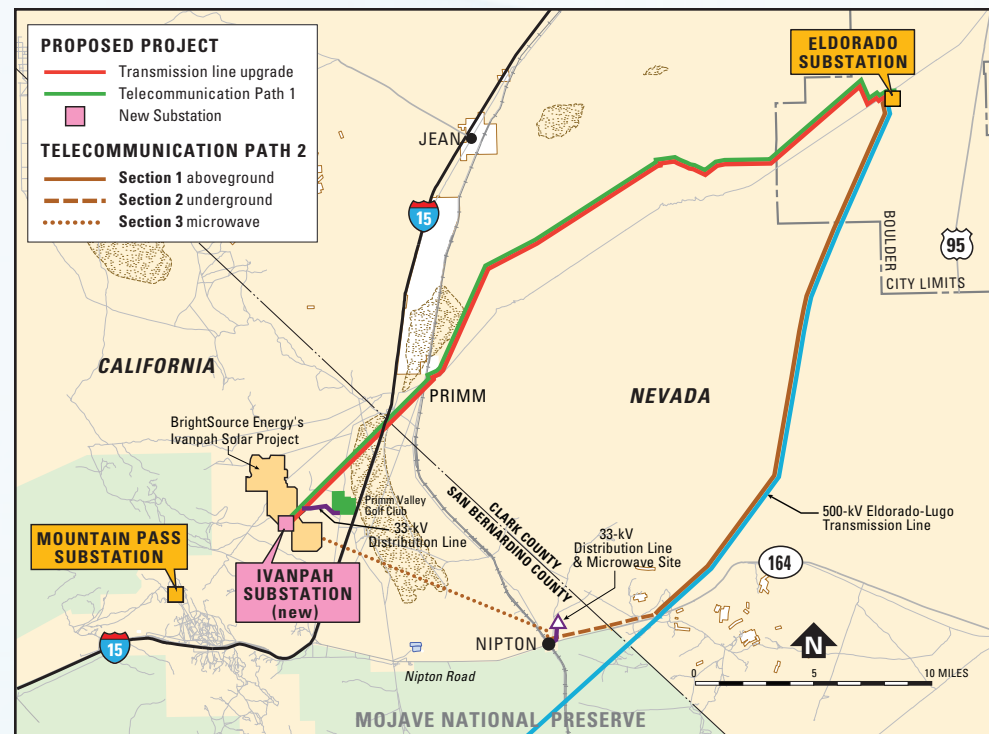 PROPOSED PROJECT
Transmission line upgrade
Telecommunication Path 1
New Substation
TELECOMMUNICATION PATH 2
Section 1 aboveground
Section 2 underground
Section 3 microwave
ELDORADO
SUBSTATION
JEAN
15
BOULDER
CITY LIMITS
95
CALIFORNIA
NEVADA
PRIMM
BrightSource Energy's
Ivanpah Solar Project
Primm Valley
Golf Club
33-kV
Distribution Line
CLARK COUNTY
SAN BERNARDINO COUNTY
500-kV Eldorado-Lugo
Transmission Line
MOUNTAIN PASS
SUBSTATION
IVANPAH
SUBSTATION
(new)
33-kV
Distribution Line
& Microwave Site
164
15
NIPTON
Nipton Road
N
0 5 10 MILES
MOJAVE NATIONAL PRESERVE